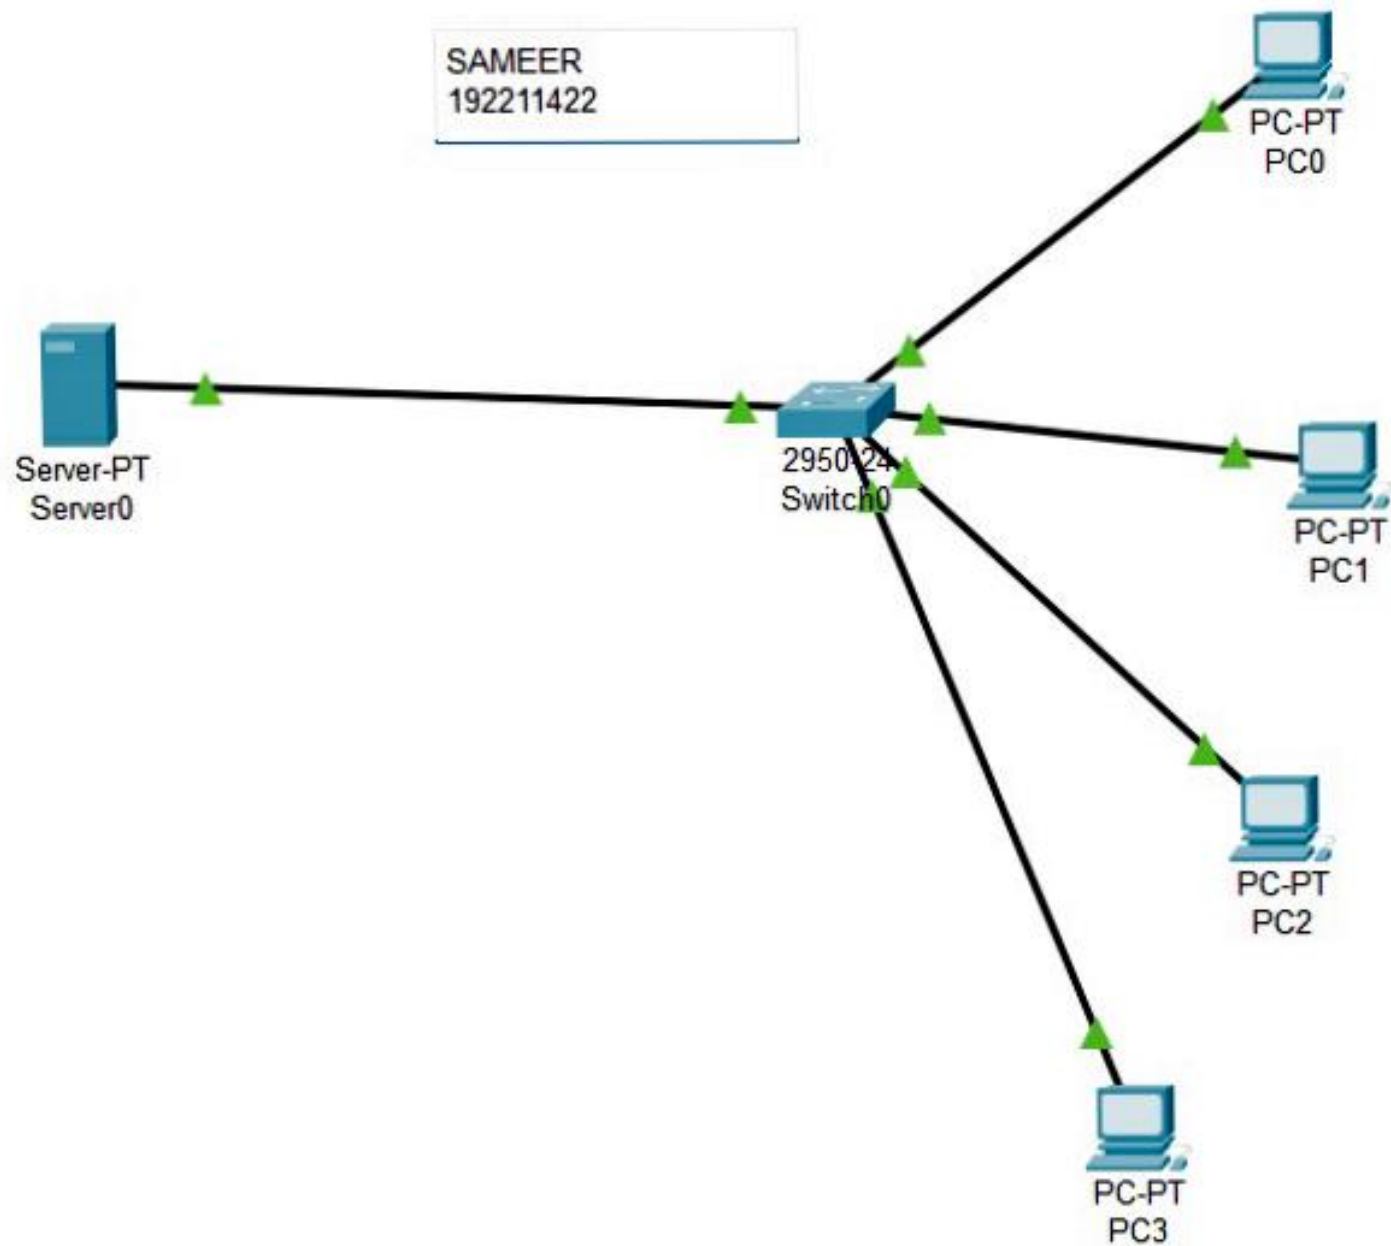 SAMEER
192211422
PC-PT
PC0
Server-PT
Server0
2950-24
Switch0
PC-PT
PC1
PC-PT
PC2
PC-PT
PC3